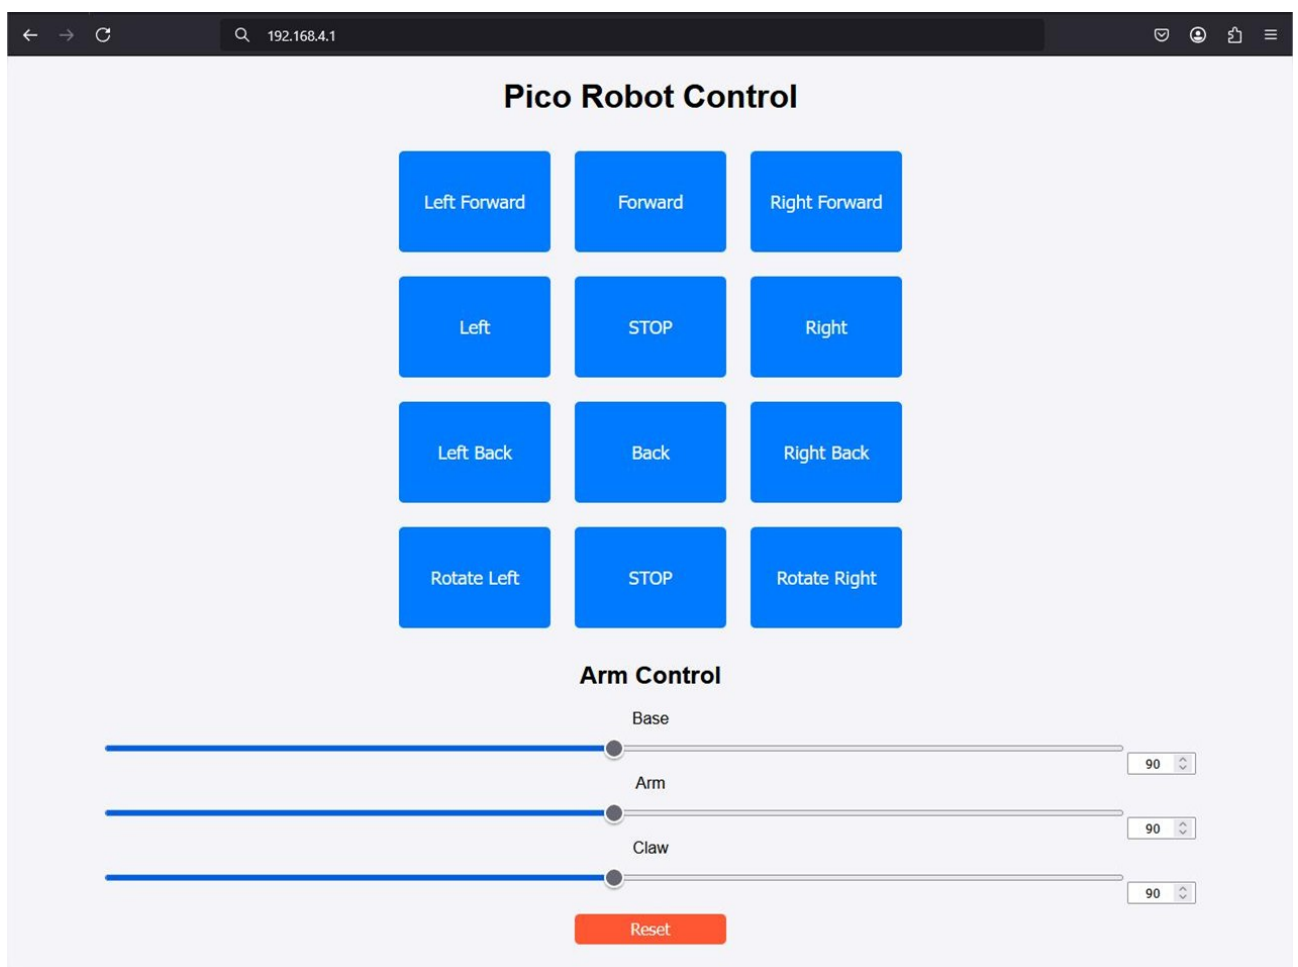 192.168.4.1
Pico Robot Control
Left Forward Forward Right Forward
Left STOP Right
Left Back Back Right Back
Rotate Left STOP Rotate Right
Arm Control
Base
90
Arm
90
Claw
90
Reset